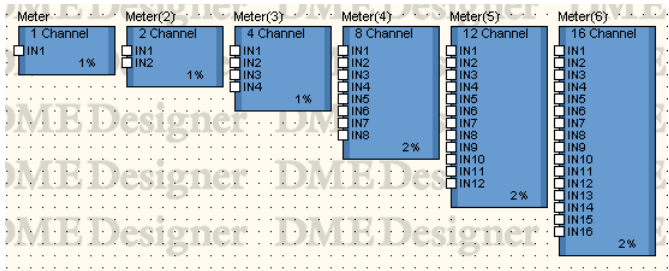 Meter
1 Channel
IN1
1%
Meter(2)
2 Channel
IN1
IN2
1%
Meter(3)
4 Channel
IN1
IN2
IN3
IN4
1%
Meter(4)
8 Channel
IN1
IN2
IN3
IN4
IN5
IN6
IN7
IN8
2%
Meter(5)
12 Channel
IN1
IN2
IN3
IN4
IN5
IN6
IN7
IN8
IN9
IN10
IN11
IN12
2%
Meter(6)
16 Channel
IN1
IN2
IN3
IN4
IN5
IN6
IN7
IN8
IN9
IN10
IN11
IN12
IN13
IN14
IN15
IN16
2%
DME Designer DME Designer
DME Designer DME Designer
DME Designer DME Designer